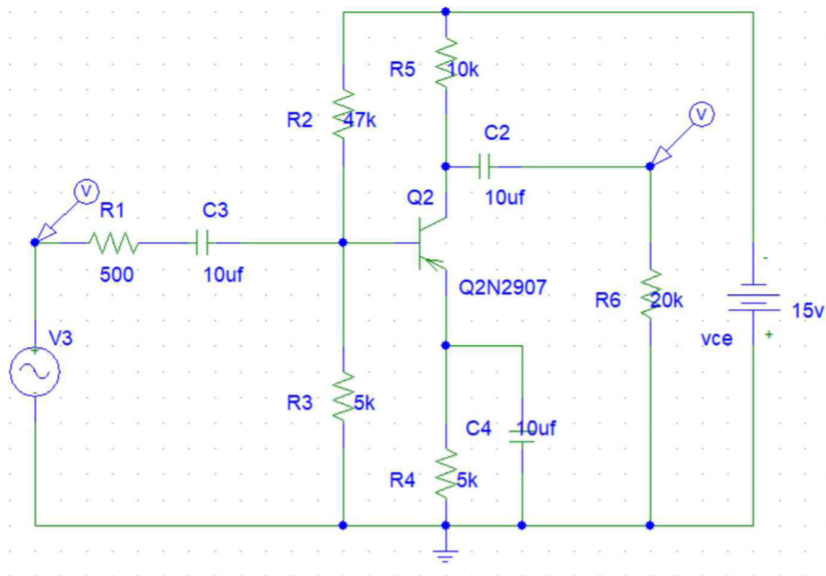 R5 10k
R2 47k
C2
V
10uf
Q2
V
R1
C3
500
10uf
Q2N2907
R6 20k
-
15v
vce +
V3
+
-
R3 5k
C4 10uf
R4 5k